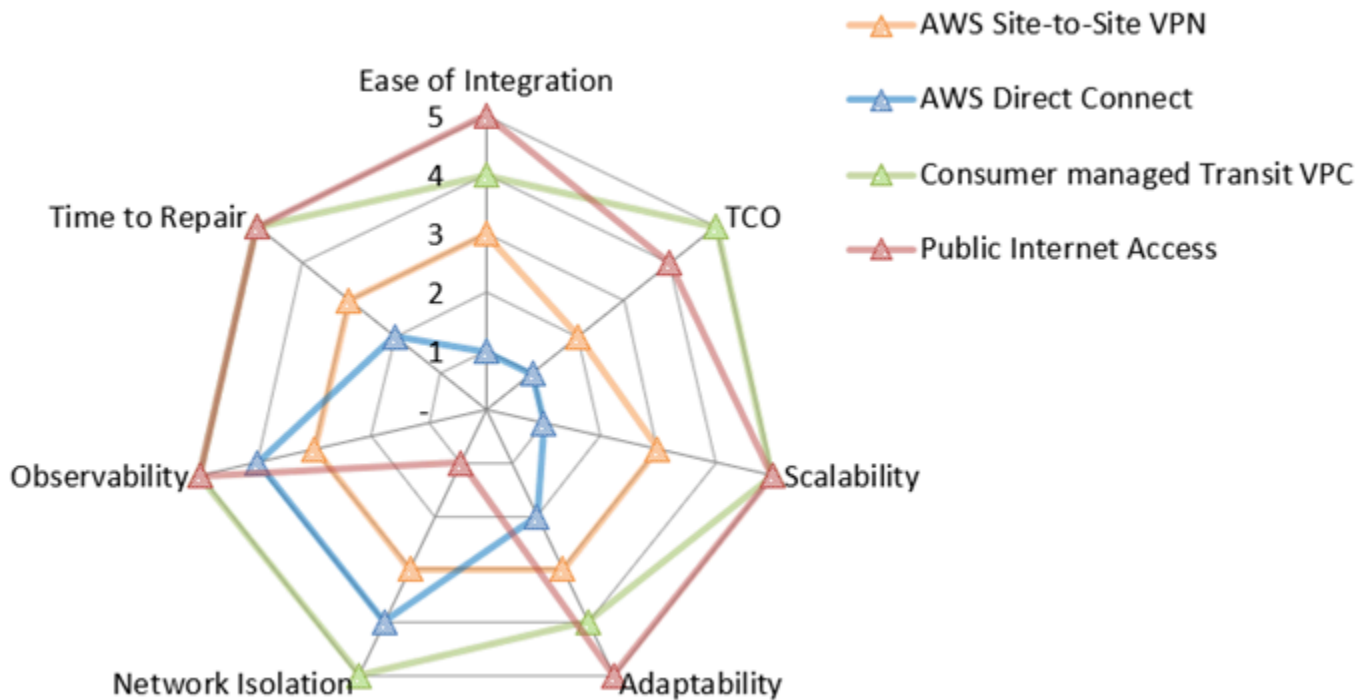 AWS Site-to-Site VPN
AWS Direct Connect
Consumer managed Transit VPC
Public Internet Access
Ease of Integration
5
4
3
2
1
-
TCO
Scalability
Adaptability
Network Isolation
Observability
Time to Repair